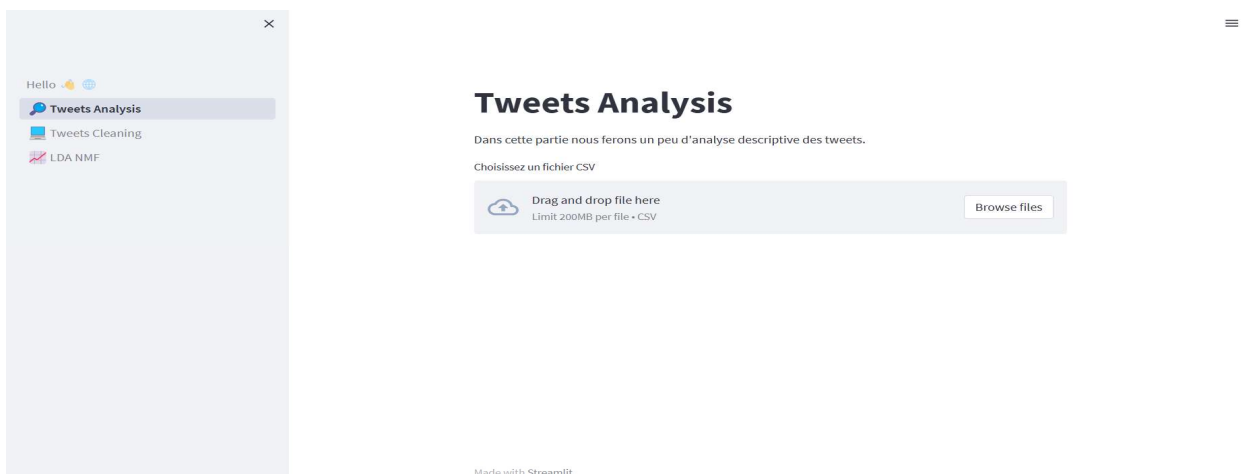 Hello
Tweets Analysis
Tweets Cleaning
LDA NMF
Tweets Analysis
Dans cette partie nous ferons un peu d'analyse descriptive des tweets.
Choisissez un fichier CSV
Drag and drop file here
Limit 200MB per file • CSV
Browse files
Made with Streamlit